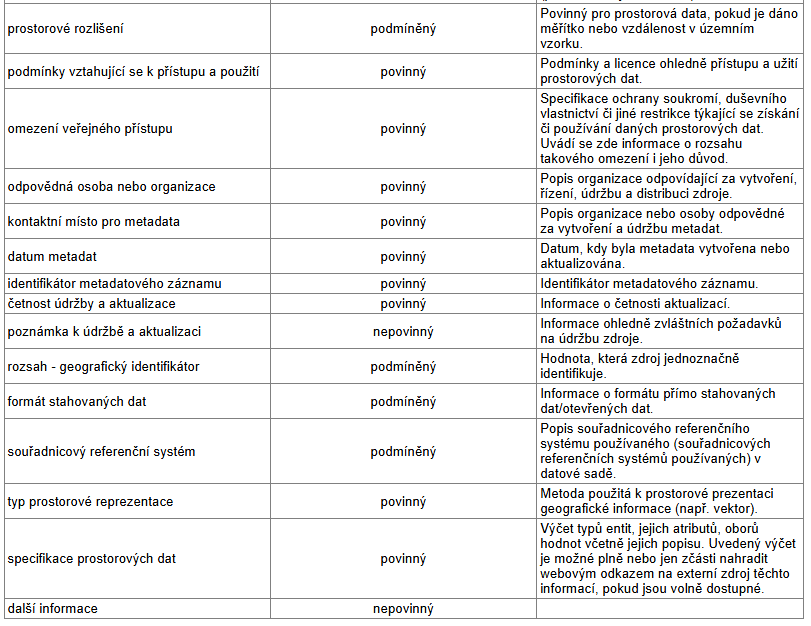 prostorové rozlišení
podmíněný
Povinný pro prostorová data, pokud je dáno
měřítko nebo vzdálenost v územním
vzorku.
podmínky vztahující se k přístupu a použití
povinný
Podmínky a licence ohledně přístupu a užití
prostorových dat.
omezení veřejného přístupu
povinný
Specifikace ochrany soukromí, duševního
vlastnictví či jiné restrikce týkající se získání
či používání daných prostorových dat.
Uvádí se zde informace o rozsahu
takového omezení i jeho důvod.
odpovědná osoba nebo organizace
povinný
Popis organizace odpovídající za vytvoření,
řízení, údržbu a distribuci zdroje.
kontaktní místo pro metadata
povinný
Popis organizace nebo osoby odpovědné
za vytvoření a údržbu metadat.
datum metadat
povinný
Datum, kdy byla metadata vytvořena nebo
aktualizována.
identifikátor metadatového záznamu
povinný
Identifikátor metadatového záznamu.
četnost údržby a aktualizace
povinný
Informace o četnosti aktualizací.
poznámka k údržbě a aktualizaci
nepovinný
Informace ohledně zvláštních požadavků
na údržbu zdroje.
rozsah - geografický identifikátor
podmíněný
Hodnota, která zdroj jednoznačně
identifikuje.
formát stahovaných dat
podmíněný
Informace o formátu přímo stahovaných
dat/otevřených dat.
souřadnicový referenční systém
podmíněný
Popis souřadnicového referenčního
systému používaného (souřadnicových
referenčních systémů používaných) v
datové sadě.
typ prostorové reprezentace
povinný
Metoda použitá k prostorové prezentaci
geografické informace (např. vektor).
specifikace prostorových dat
povinný
Výčet typů entit, jejich atributů, oborů
hodnot včetně jejich popisu. Uvedený výčet
je možné plně nebo jen zčásti nahradit
webovým odkazem na externí zdroj těchto
informací, pokud jsou volně dostupné.
další informace
nepovinný